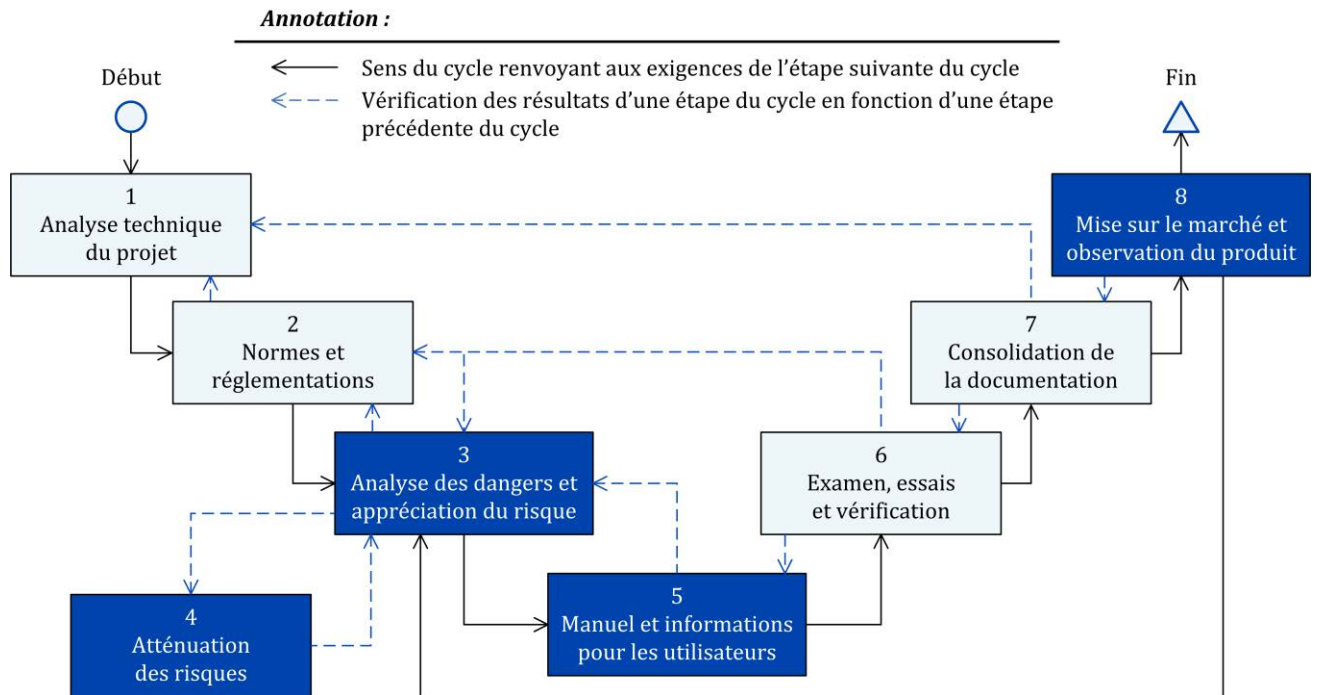 Annotation :
Sens du cycle renvoyant aux exigences de l’étape suivante du cycle
Vérification des résultats d’une étape du cycle en fonction d’une étape
précédente du cycle
Début
Fin
1
Analyse technique
du projet
2
Normes et
réglementations
3
Analyse des dangers et
appréciation du risque
4
Atténuation
des risques
5
Manuel et informations
pour les utilisateurs
6
Examen, essais
et vérification
7
Consolidation de
la documentation
8
Mise sur le marché et
observation du produit